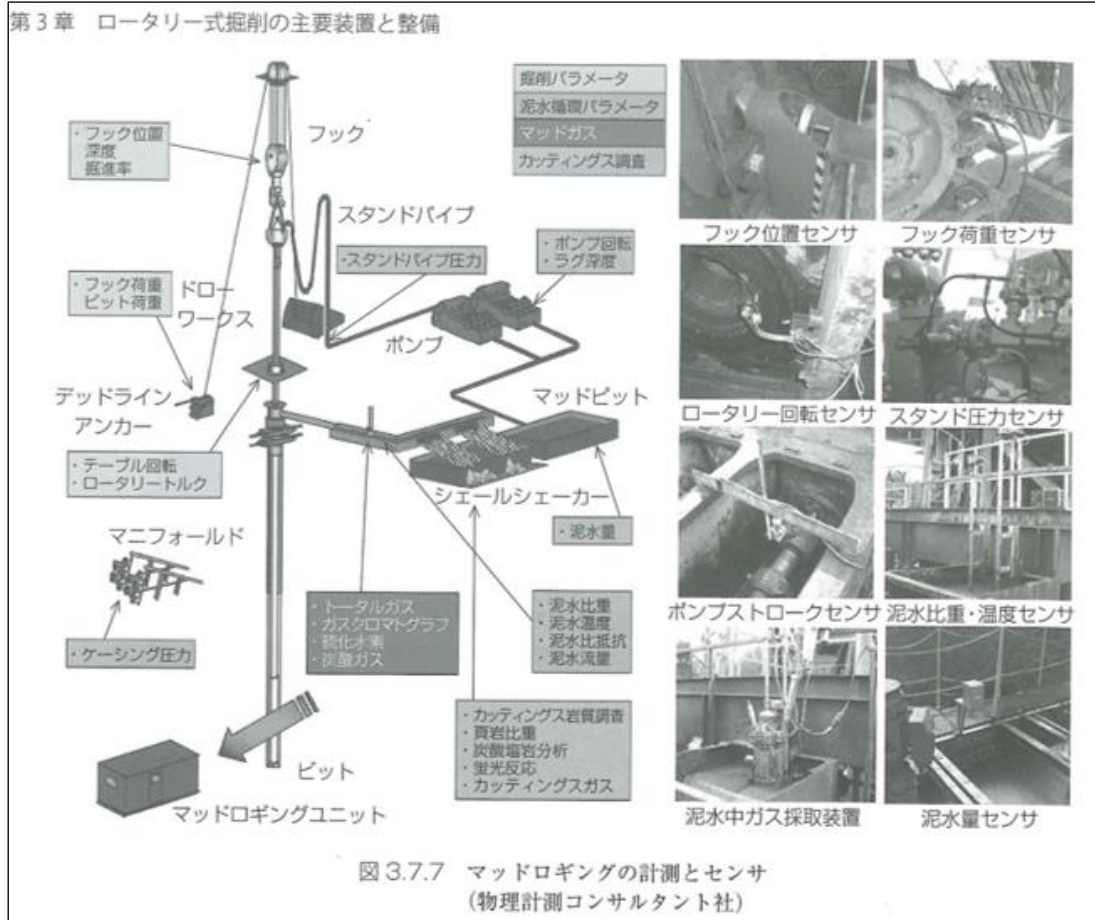 第3章 ロータリー式掘削の主要装置と整備
・フック位置
深度
掘進率
フック
掘削パラメータ
泥水循環パラメータ
マッドガス
カッティングス調査
スタンドパイプ
・スタンドパイプ圧力
・ポンプ回転
・ラグ深度
・フック荷重
ビット荷重
ドロー
ワークス
ポンプ
デッドライン
アンカー
マッドピット
・テーブル回転
・ロータリートルク
シェールシェーカー
・泥水量
マニフォールド
・ケーシング圧力
・トータルガス
・ガスクロマトグラフ
・硫化水素
・炭酸ガス
・泥水比重
・泥水温度
・泥水比抵抗
・泥水流量
・カッティングス岩質調査
・頁岩比重
・炭酸塩岩分析
・蛍光反応
・カッティングスガス
ビット
マッドロギングユニット
フック位置センサ
フック荷重センサ
ロータリー回転センサ
スタンド圧力センサ
ポンプストロークセンサ
泥水比重・温度センサ
泥水中ガス採取装置
泥水量センサ
図3.7.7 マッドロギングの計測とセンサ
(物理計測コンサルタント社)